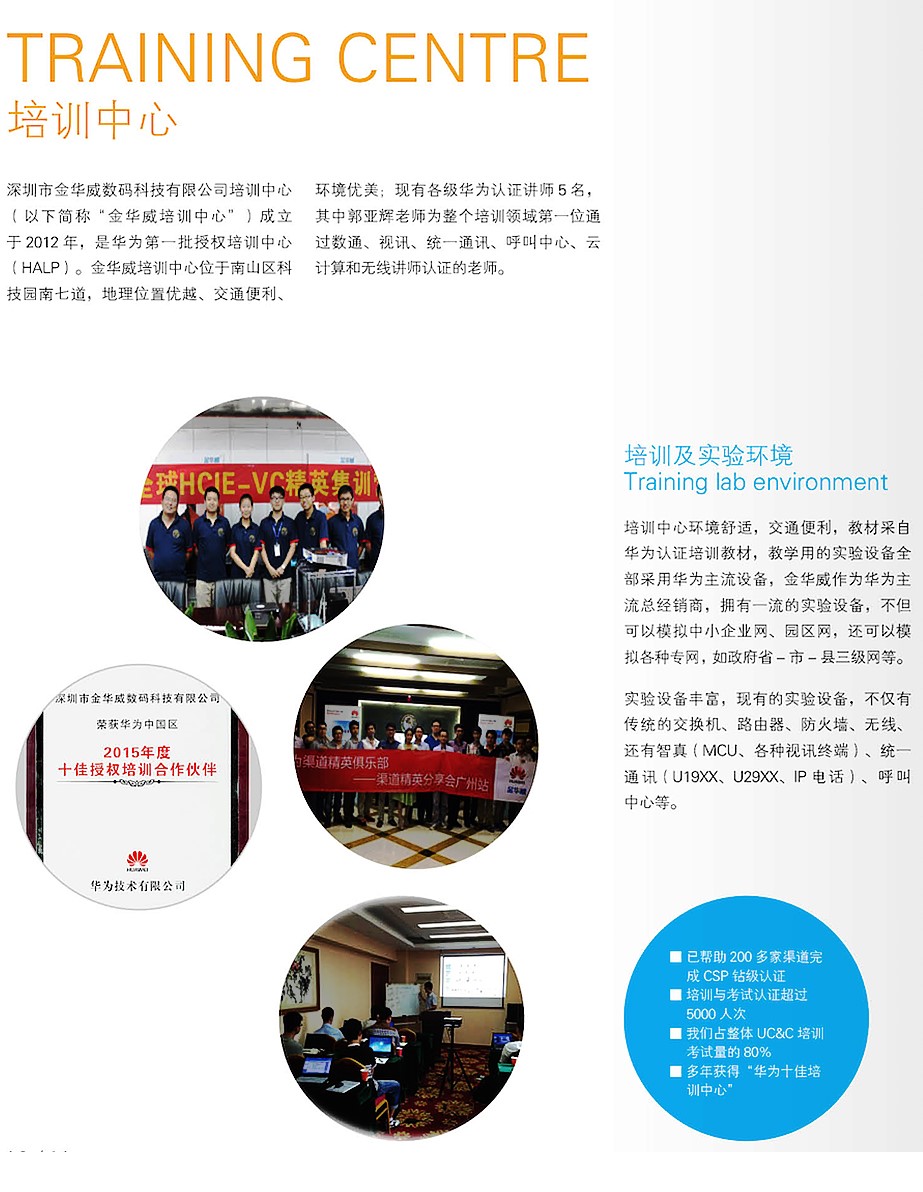 TRAINING CENTRE
培训中心
深圳市金华威数码科技有限公司培训中心
（以下简称“金华威培训中心”）成立
于 2012 年，是华为第一批授权培训中心
（HALP）。金华威培训中心位于南山区科
技园南七道，地理位置优越、交通便利、
环境优美；现有各级华为认证讲师 5 名，
其中郭亚辉老师为整个培训领域第一位通
过数通、视讯、统一通讯、呼叫中心、云
计算和无线讲师认证的老师。
全球HCIE-VC精英集训
为渠道精英俱乐部
——渠道精英分享会广州站
金华威
深圳市金华威数码科技有限公司
荣获华为中国区
2015年度
十佳授权培训合作伙伴
HUAWEI
华为技术有限公司
培训及实验环境
Training lab environment
培训中心环境舒适，交通便利，教材采自
华为认证培训教材，教学用的实验设备全
部采用华为主流设备，金华威作为华为主
流总经销商，拥有一流的实验设备，不但
可以模拟中小企业网、园区网，还可以模
拟各种专网，如政府省 – 市 – 县三级网等。
实验设备丰富，现有的实验设备，不仅有
传统的交换机、路由器、防火墙、无线、
还有智真（MCU、各种视讯终端）、统一
通讯（U19XX、U29XX、IP 电话）、呼叫
中心等。
■ 已帮助 200 多家渠道完
成 CSP 钻级认证
■ 培训与考试认证超过
5000 人次
■ 我们占整体 UC&C 培训
考试量的 80%
■ 多年获得“华为十佳培
训中心”